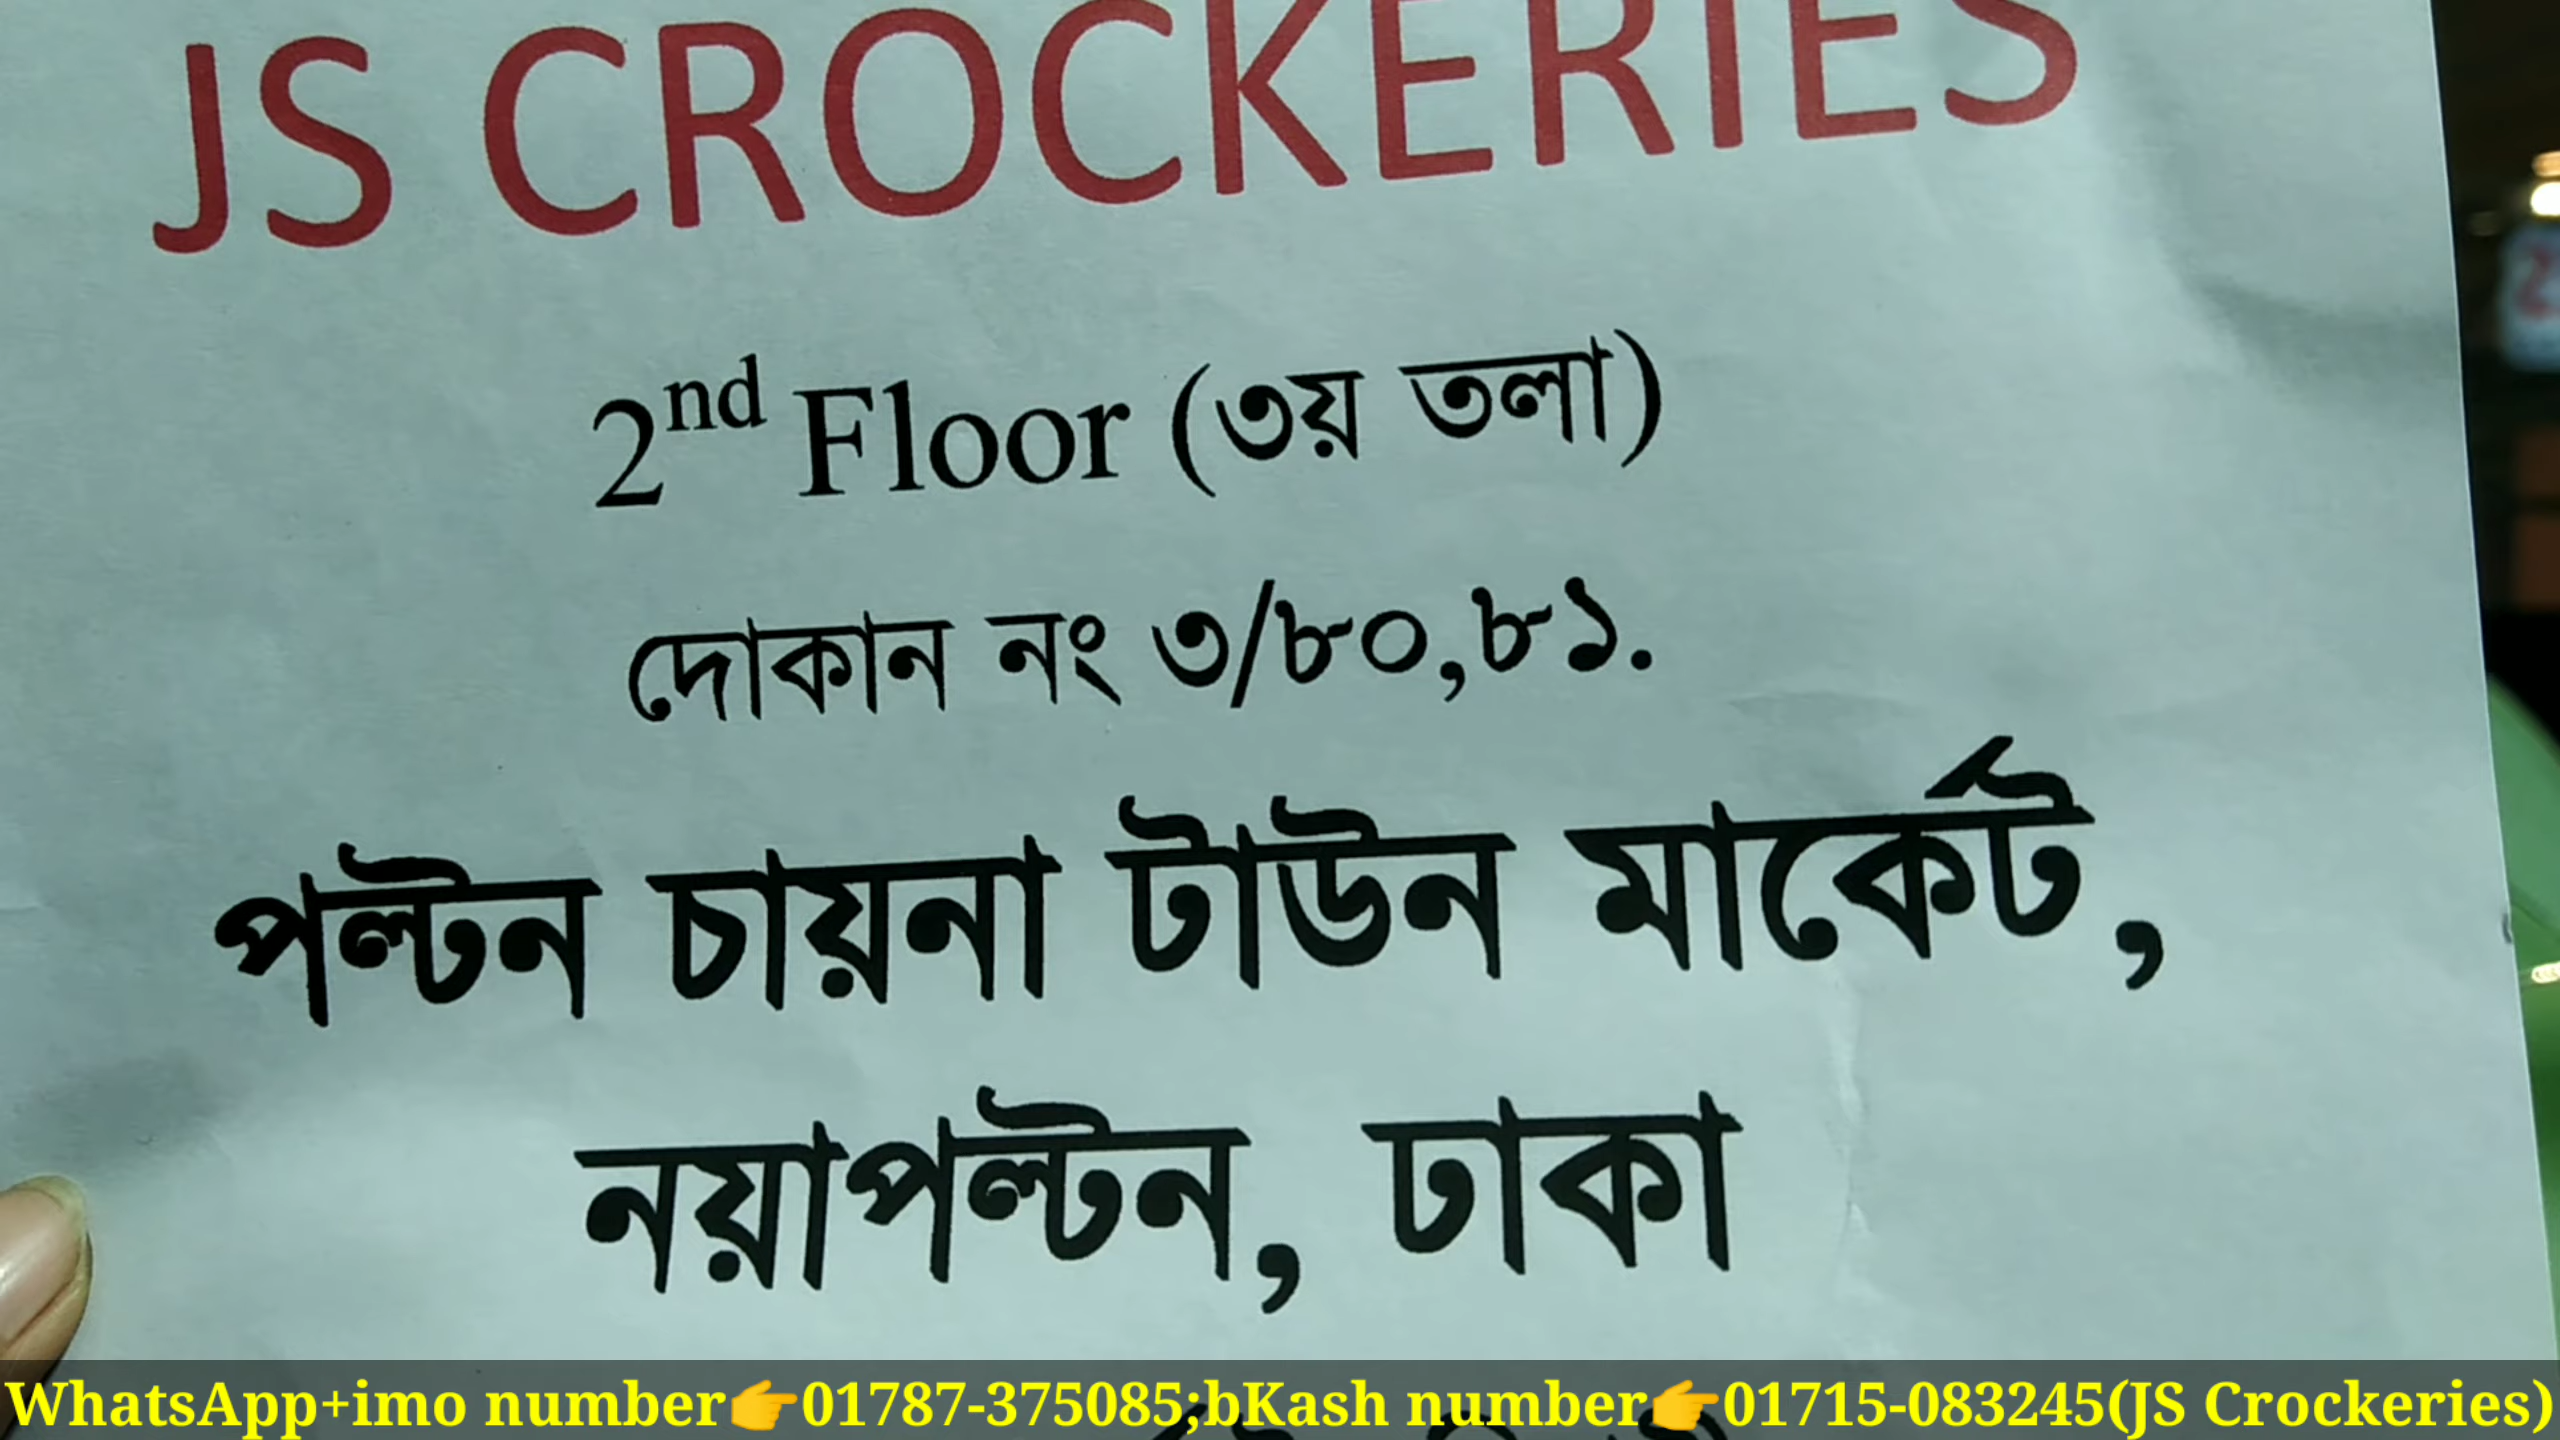 JS CROCKERIES
2nd Floor (৩য় তলা)
দোকান নং ৩/৮০,৮১.
পল্টন চায়না টাউন মার্কেট,
নয়াপল্টন, ঢাকা
WhatsApp+imo number👉01787-375085;bKash number👉01715-083245(JS Crockeries)